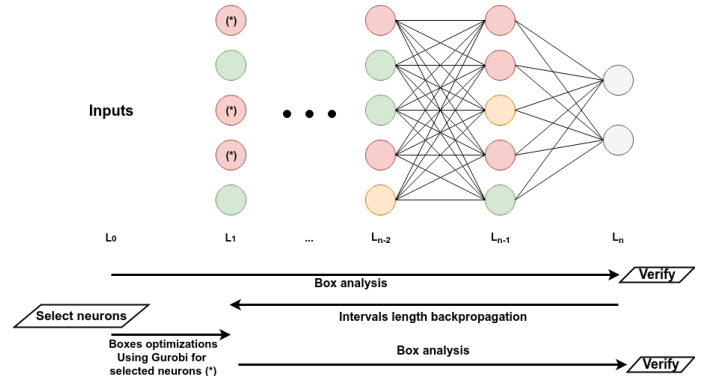 (*)
Inputs
(*)
(*)
L0 L1 ... Ln-2 Ln-1 Ln
Box analysis
Verify
Select neurons
Intervals length backpropagation
Boxes optimizations
Using Gurobi for
selected neurons (*)
Box analysis
Verify